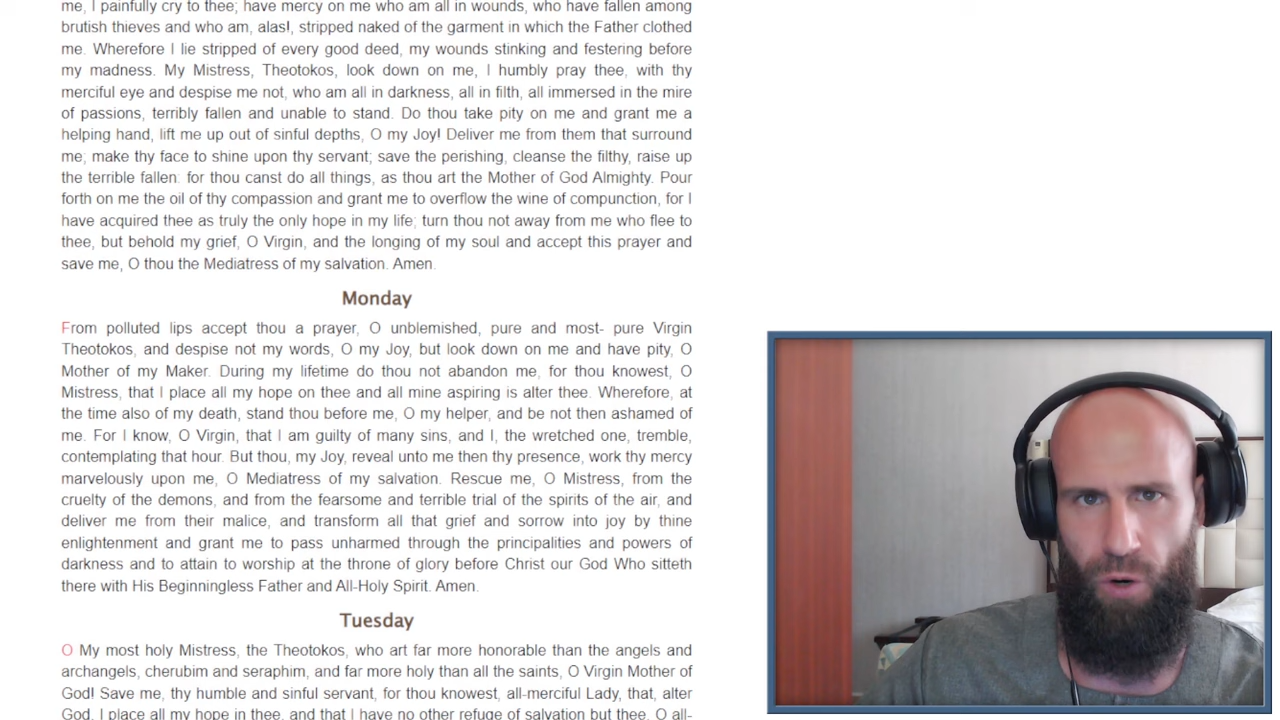 me, I painfully cry to thee; have mercy on me who am all in wounds, who have fallen among
brutish thieves and who am, alas!, stripped naked of the garment in which the Father clothed
me. Wherefore I lie stripped of every good deed, my wounds stinking and festering before
my madness. My Mistress, Theotokos, look down on me, I humbly pray thee, with thy
merciful eye and despise me not, who am all in darkness, all in filth, all immersed in the mire
of passions, terribly fallen and unable to stand. Do thou take pity on me and grant me a
helping hand, lift me up out of sinful depths, O my Joy! Deliver me from them that surround
me; make thy face to shine upon thy servant; save the perishing, cleanse the filthy, raise up
the terrible fallen: for thou canst do all things, as thou art the Mother of God Almighty. Pour
forth on me the oil of thy compassion and grant me to overflow the wine of compunction, for I
have acquired thee as truly the only hope in my life; turn thou not away from me who flee to
thee, but behold my grief, O Virgin, and the longing of my soul and accept this prayer and
save me, O thou the Mediatress of my salvation. Amen.
Monday
From polluted lips accept thou a prayer, O unblemished, pure and most- pure Virgin
Theotokos, and despise not my words, O my Joy, but look down on me and have pity, O
Mother of my Maker. During my lifetime do thou not abandon me, for thou knowest, O
Mistress, that I place all my hope on thee and all mine aspiring is alter thee. Wherefore, at
the time also of my death, stand thou before me, O my helper, and be not then ashamed of
me. For I know, O Virgin, that I am guilty of many sins, and I, the wretched one, tremble,
contemplating that hour. But thou, my Joy, reveal unto me then thy presence, work thy mercy
marvelously upon me, O Mediatress of my salvation. Rescue me, O Mistress, from the
cruelty of the demons, and from the fearsome and terrible trial of the spirits of the air, and
deliver me from their malice, and transform all that grief and sorrow into joy by thine
enlightenment and grant me to pass unharmed through the principalities and powers of
darkness and to attain to worship at the throne of glory before Christ our God Who sitteth
there with His Beginningless Father and All-Holy Spirit. Amen.
Tuesday
O My most holy Mistress, the Theotokos, who art far more honorable than the angels and
archangels, cherubim and seraphim, and far more holy than all the saints, O Virgin Mother of
God! Save me, thy humble and sinful servant, for thou knowest, all-merciful Lady, that, alter
God, I place all my hope in thee, and that I have no other refuge of salvation but thee. O all-